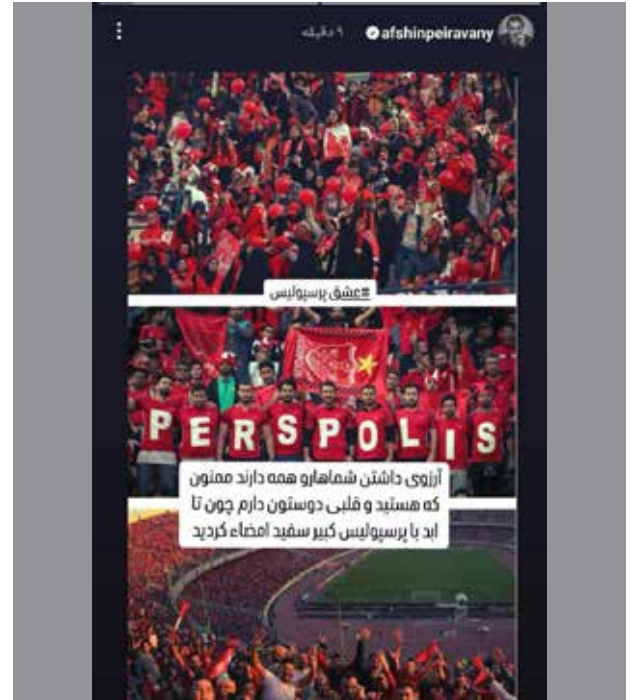 afshinpeiravany ۹ دقیقه
#عشق پرسپولیس
PERSPOLIS
آرزوی داشتن شماهارو همه دارند ممنون
که هستید و قلبی دوستون دارم چون تا
ابد با پرسپولیس کبیر سفید امضاء کردید